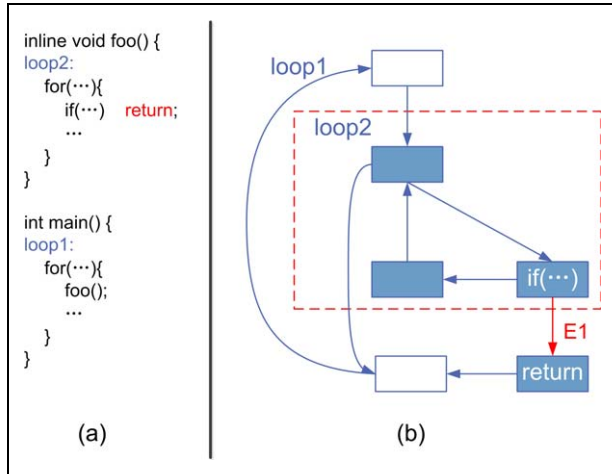 inline void foo() {
loop2:
for(⋯){
if(⋯) return;
⋯
}
}
int main() {
loop1:
for(⋯){
foo();
⋯
}
}
(a)
loop1
loop2
if(⋯)
E1
return
(b)